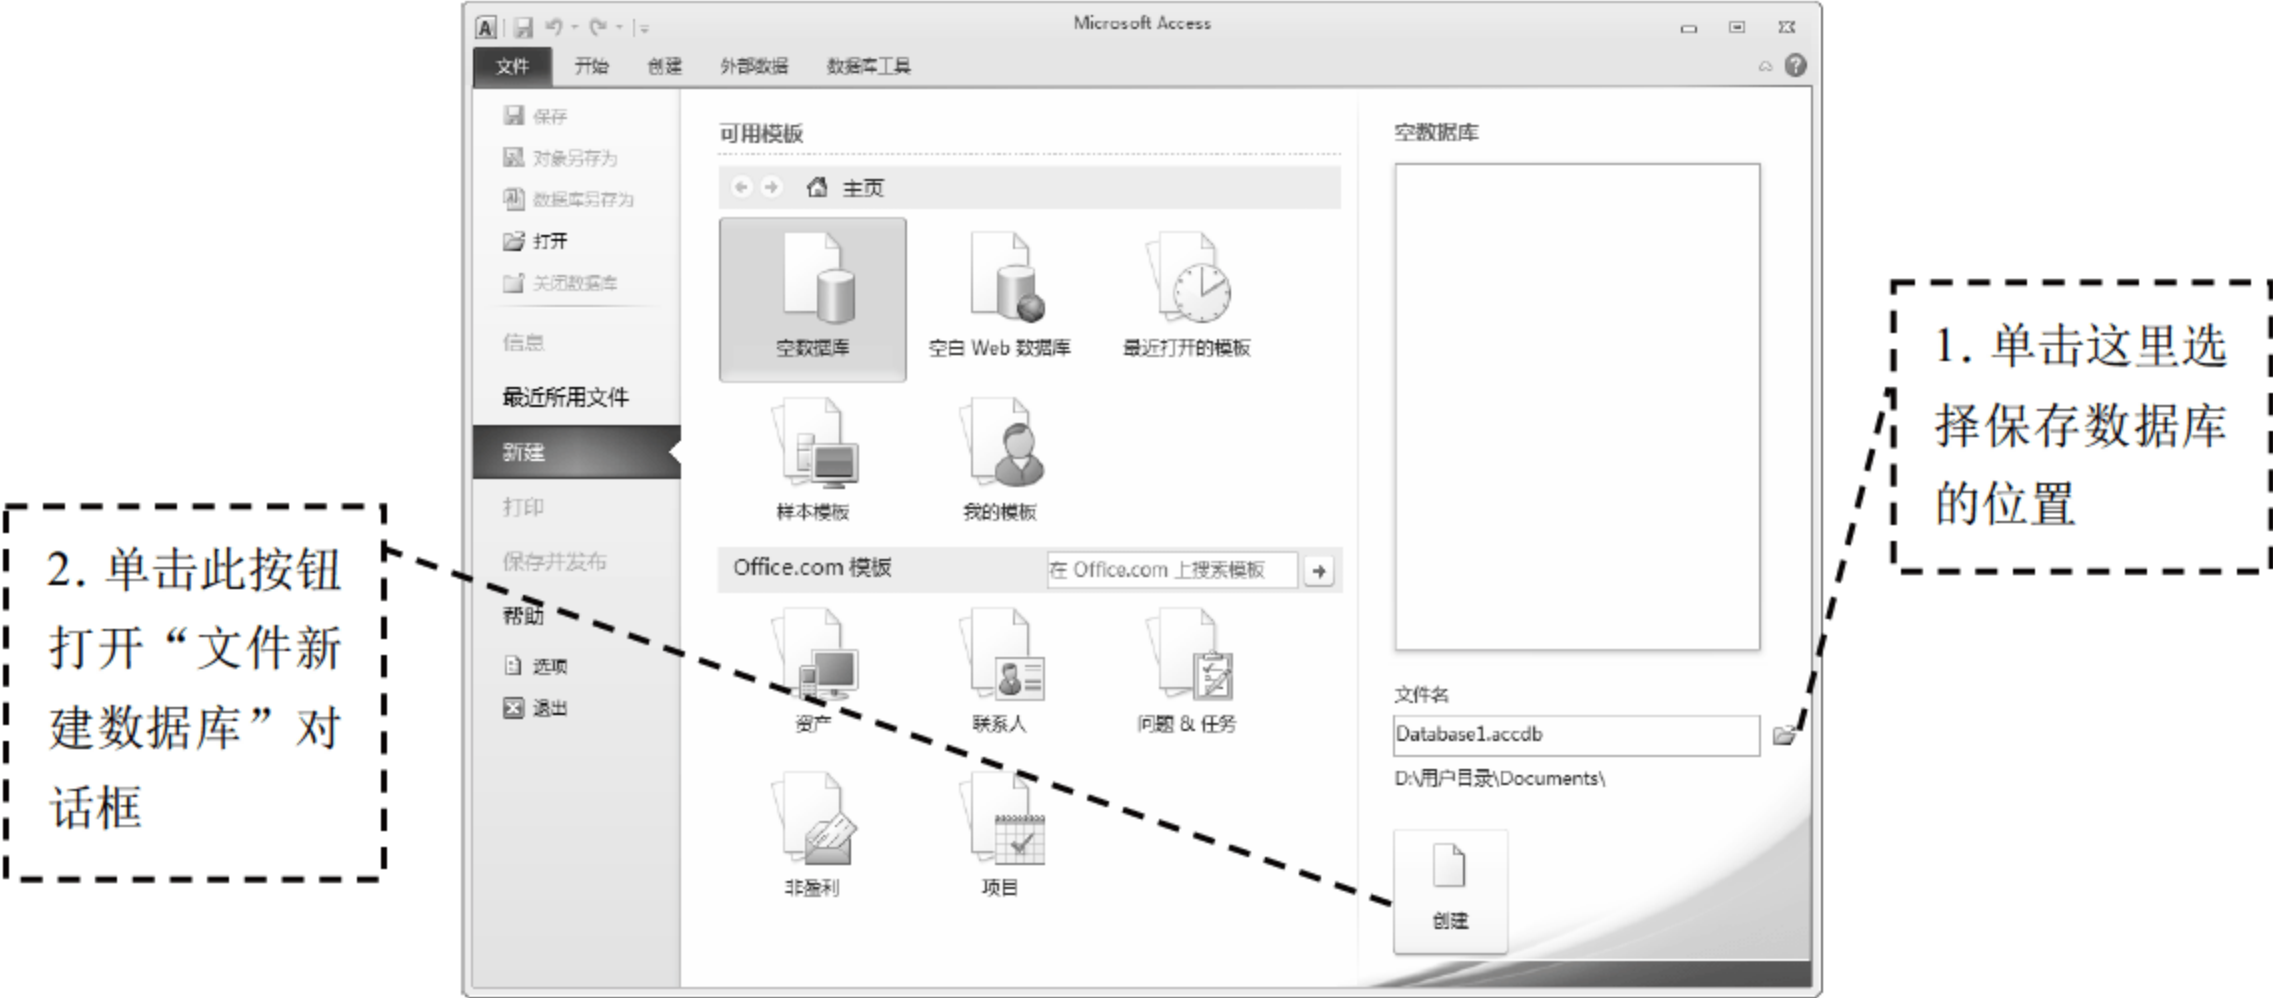 Microsoft Access
文件 开始 创建 外部数据 数据库工具
保存
对象另存为
数据库另存为
打开
关闭数据库
信息
最近所用文件
新建
打印
保存并发布
帮助
选项
退出
可用模板
主页
空数据库 空白 Web 数据库 最近打开的模板
样本模板 我的模板
Office.com 模板 在 Office.com 上搜索模板
资产 联系人 问题 & 任务
非盈利 项目
空数据库
文件名
Database1.accdb
D:\用户目录\Documents\
创建
1. 单击这里选
择保存数据库
的位置
2. 单击此按钮
打开“文件新
建数据库”对
话框